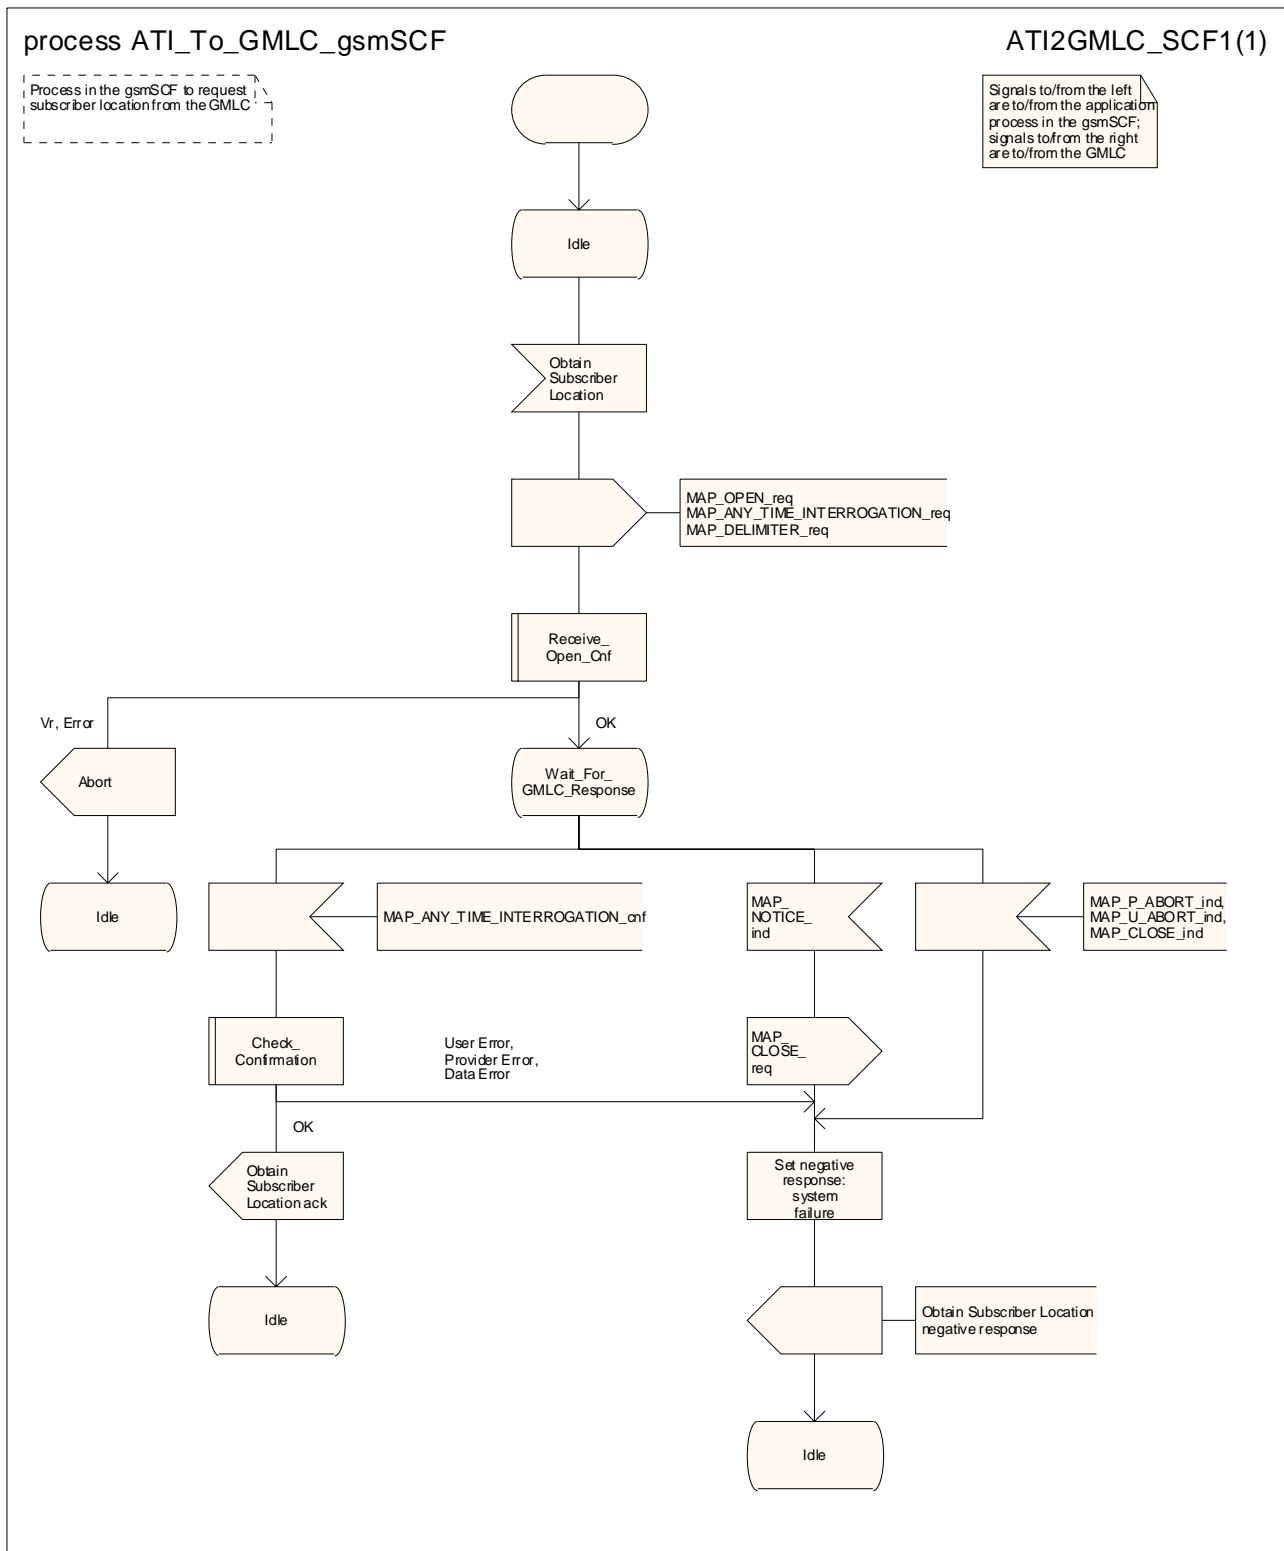 process ATI_To_GMLC_gsmSCF
ATI2GMLC_SCF1(1)
Process in the gsmSCF to request
subscriber location from the GMLC
Signals to/from the left
are to/from the application
process in the gsmSCF;
signals to/from the right
are to/from the GMLC
Idle
Obtain
Subscriber
Location
MAP_OPEN_req
MAP_ANY_TIME_INTERROGATION_req
MAP_DELIMITER_req
Receive_
Open_Cnf
Vr, Error
OK
Abort
Wait_For_
GMLC_Response
Idle
MAP_ANY_TIME_INTERROGATION_cnf
MAP_
NOTICE_
ind
MAP_P_ABORT_ind,
MAP_U_ABORT_ind,
MAP_CLOSE_ind
Check_
Confirmation
User Error,
Provider Error,
Data Error
MAP_
CLOSE_
req
OK
Obtain
Subscriber
Location ack
Set negative
response:
system
failure
Idle
Obtain Subscriber Location
negative response
Idle